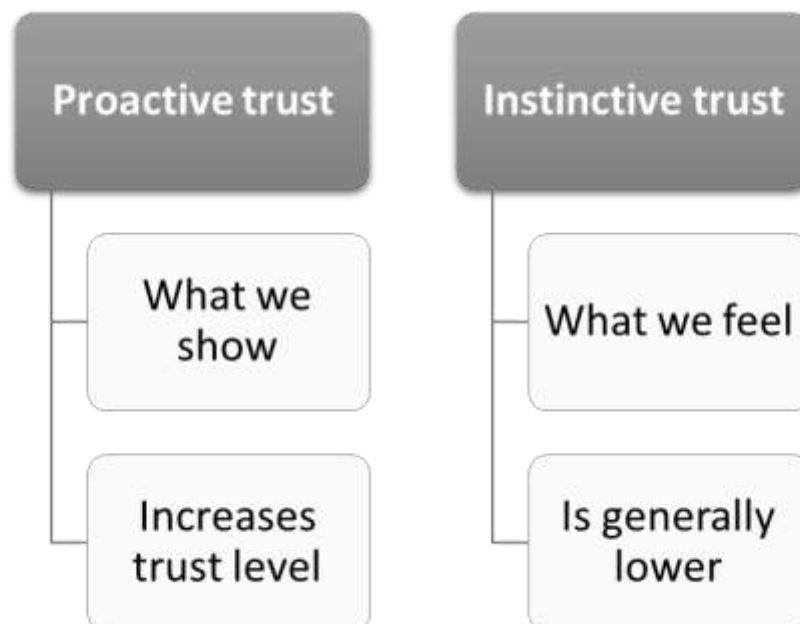 Proactive trust
What we
show
Increases
trust level
Instinctive trust
What we feel
Is generally
lower